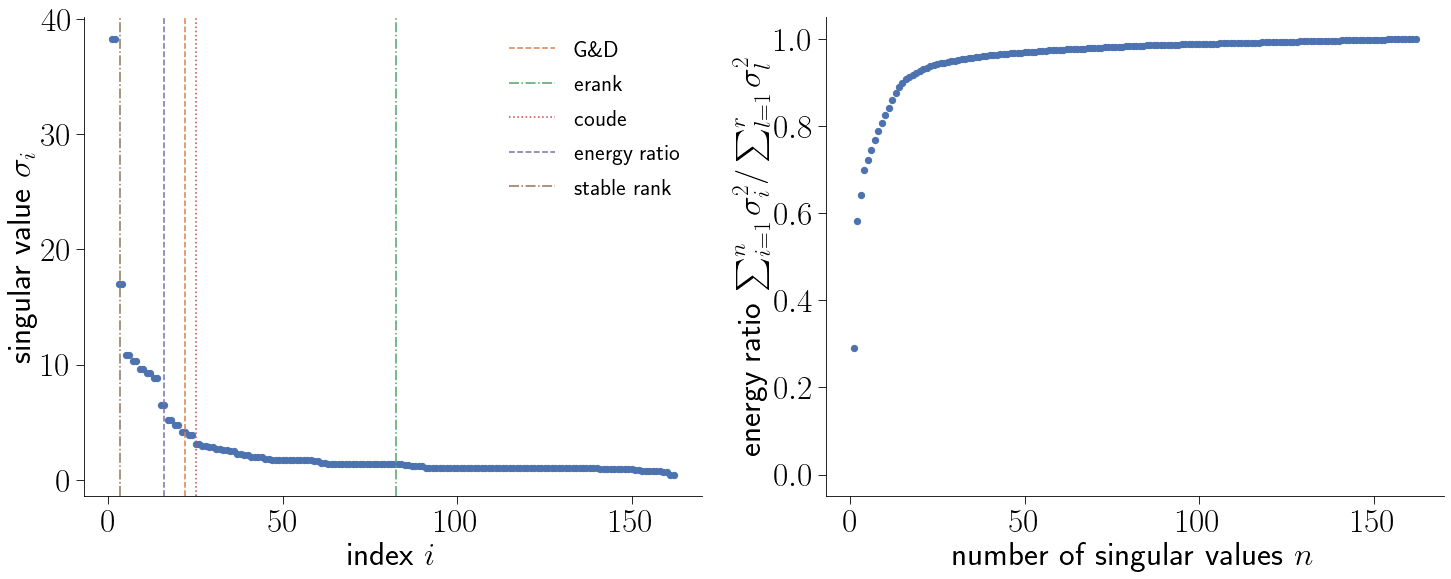 40
30
20
10
0
singular value σ_i
0 50 100 150
index i
G&D
erank
coude
energy ratio
stable rank
1.0
0.8
0.6
0.4
0.2
0.0
energy ratio ∑_{i=1}^{n} σ_i^2 / ∑_{l=1}^{r} σ_l^2
0 50 100 150
number of singular values n